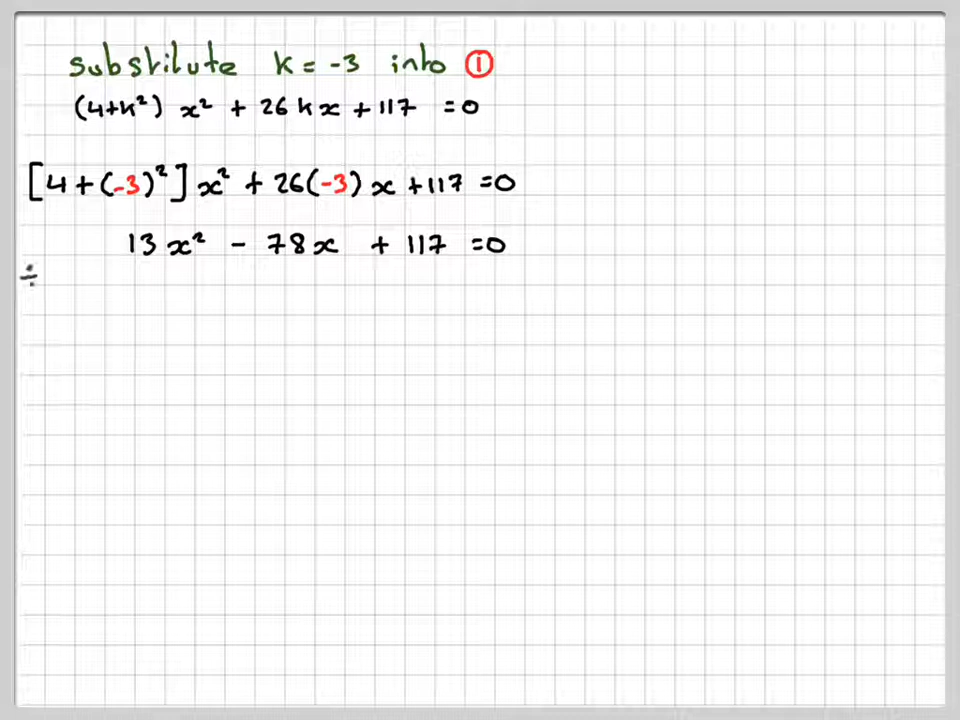 substitute k = -3 into ①
(4+k²) x² + 26kx + 117 = 0
[4+(-3)²]x² + 26(-3)x + 117 = 0
13x² - 78x + 117 = 0
÷